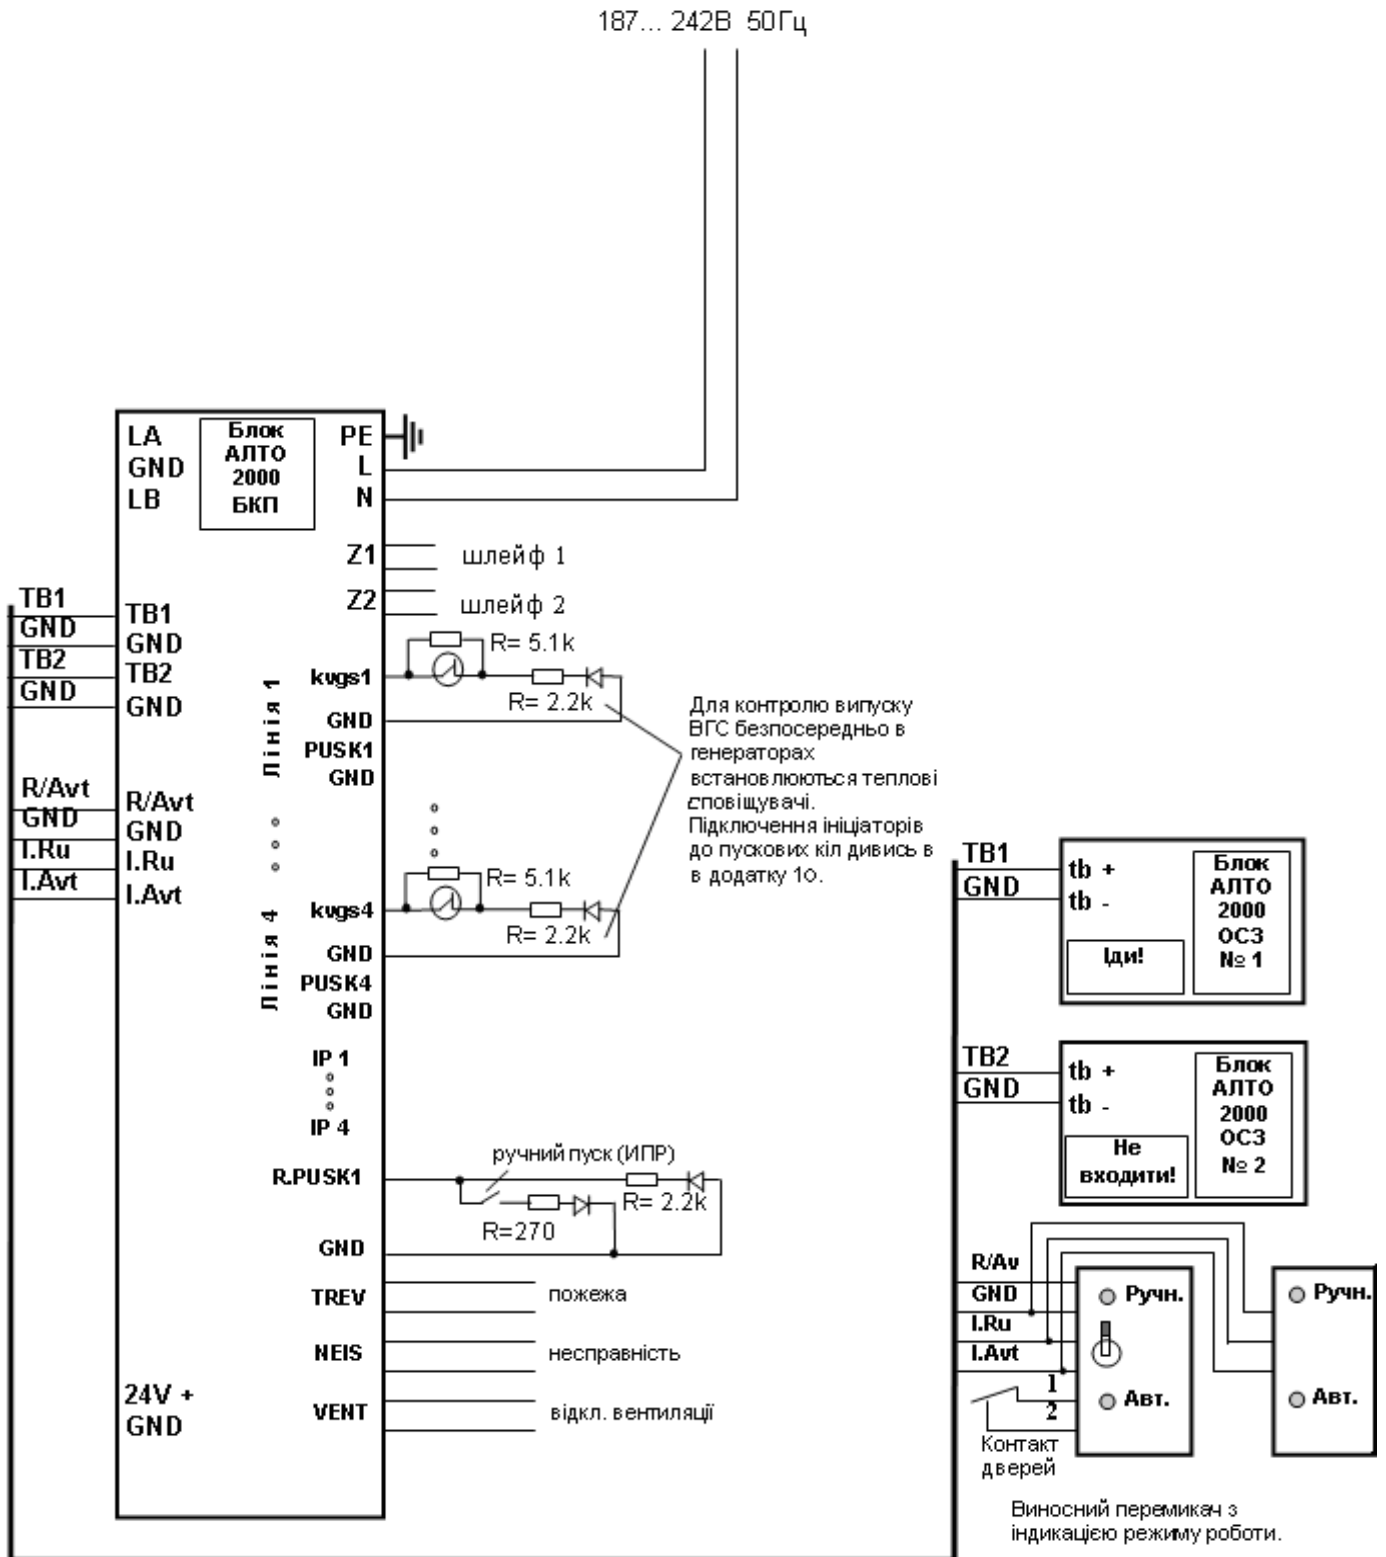 187... 242В 50Гц
LA
GND
LB
Блок
АЛТО
2000
БКП
PE
L
N
Z1
шлейф 1
Z2
шлейф 2
TB1
GND
TB2
GND
TB1
GND
TB2
GND
Лінія 1
kvgs1
R= 5.1k
R= 2.2k
GND
PUSK1
GND
Для контролю випуску
ВГС безпосередньо в
генераторах
встановлюються теплові
сповіщувачі.
Підключення ініціаторів
до пускових кіл дивись в
в додатку 10.
R/Avt
GND
I.Ru
I.Avt
R/Avt
GND
I.Ru
I.Avt
Лінія 4
kvgs4
R= 5.1k
R= 2.2k
GND
PUSK4
GND
IP 1
IP 4
R.PUSK1
ручний пуск (ИПР)
R= 2.2k
R=270
GND
TREV
пожежа
NEIS
несправність
VENT
відкл. вентиляції
24V +
GND
TB1
GND
tb +
tb -
Іди!
Блок
АЛТО
2000
ОСЗ
№ 1
TB2
GND
tb +
tb -
Не
входити!
Блок
АЛТО
2000
ОСЗ
№ 2
R/Av
GND
I.Ru
I.Avt
1
2
Контакт
дверей
Ручн.
Авт.
Ручн.
Авт.
Виносний перемикач з
індикацією режиму роботи.